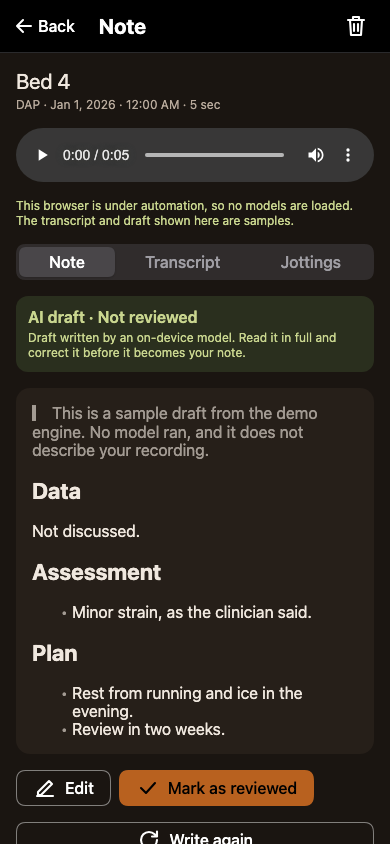 Back Note
Bed 4
DAP · Jan 1, 2026 · 12:00 AM · 5 sec
0:00 / 0:05
This browser is under automation, so no models are loaded.
The transcript and draft shown here are samples.
Note Transcript Jottings
AI draft · Not reviewed
Draft written by an on-device model. Read it in full and
correct it before it becomes your note.
This is a sample draft from the demo
engine. No model ran, and it does not
describe your recording.
Data
Not discussed.
Assessment
• Minor strain, as the clinician said.
Plan
• Rest from running and ice in the
evening.
• Review in two weeks.
Edit Mark as reviewed
Write again